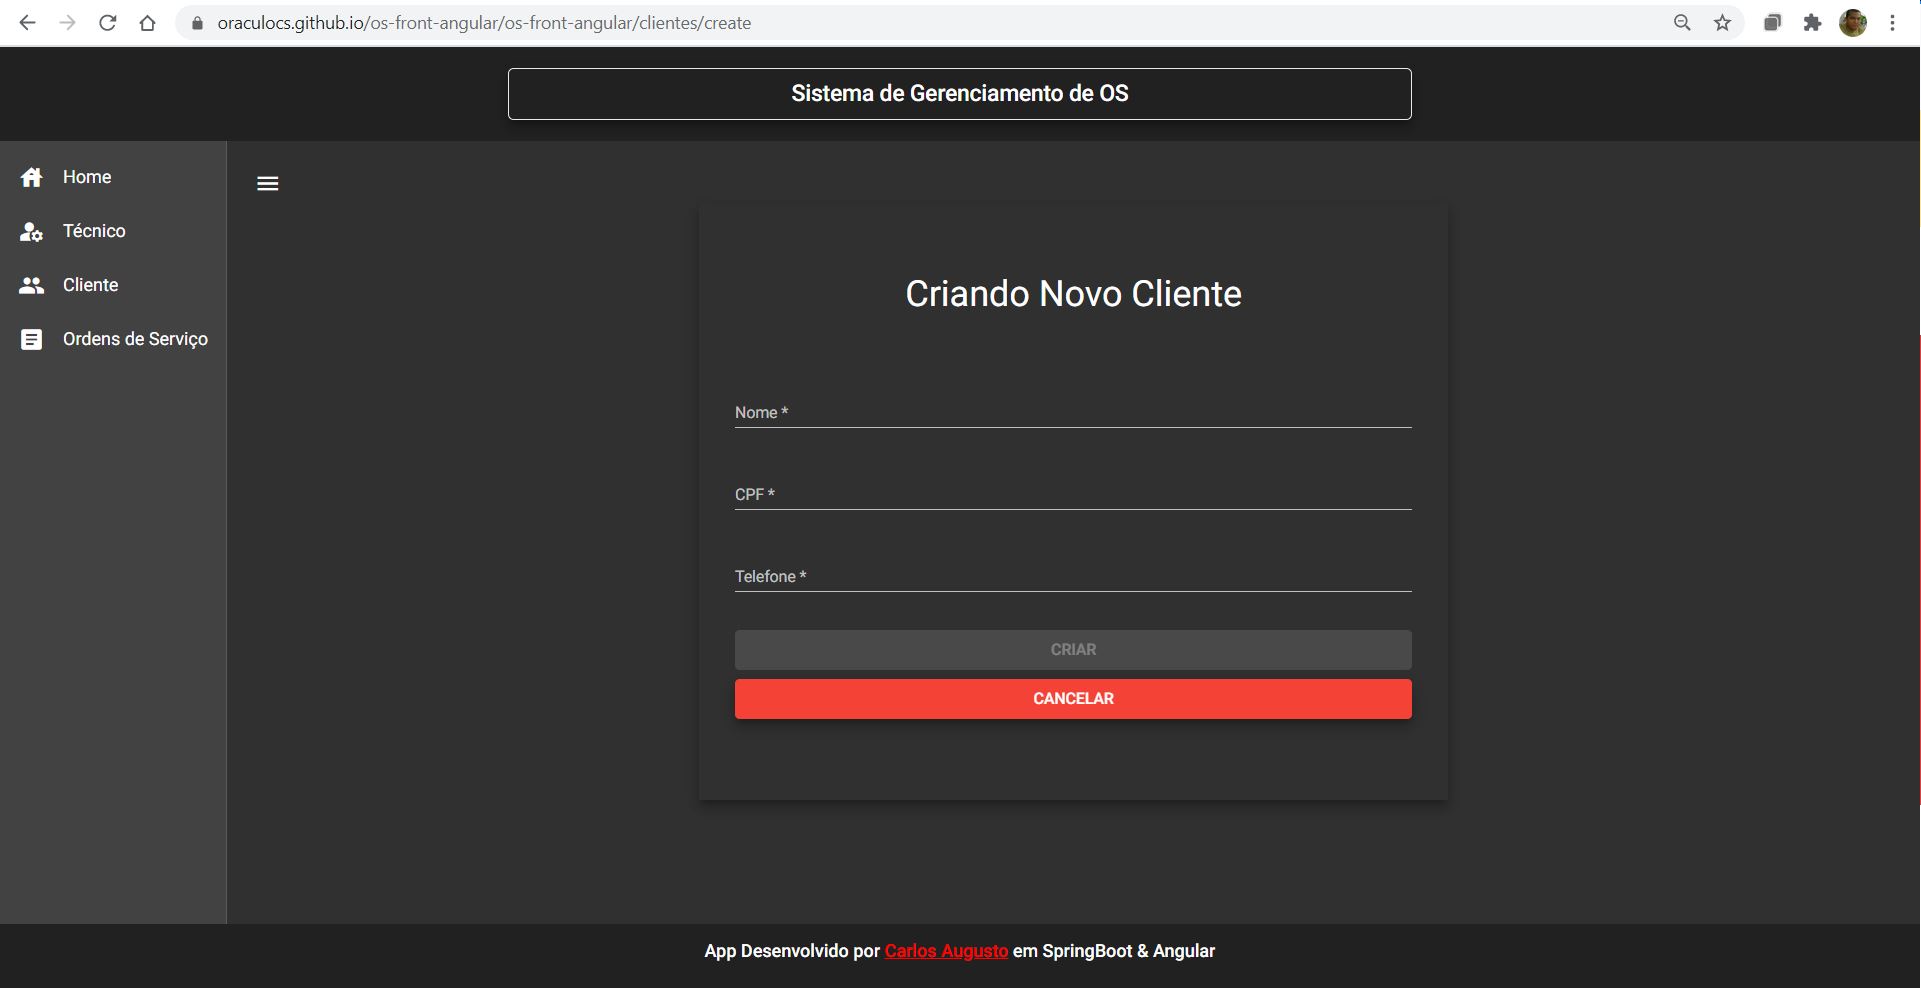 oraculocs.github.io/os-front-angular/os-front-angular/clientes/create
Sistema de Gerenciamento de OS
Home
Técnico
Cliente
Ordens de Serviço
Criando Novo Cliente
Nome *
CPF *
Telefone *
CRIAR
CANCELAR
App Desenvolvido por Carlos Augusto em SpringBoot & Angular